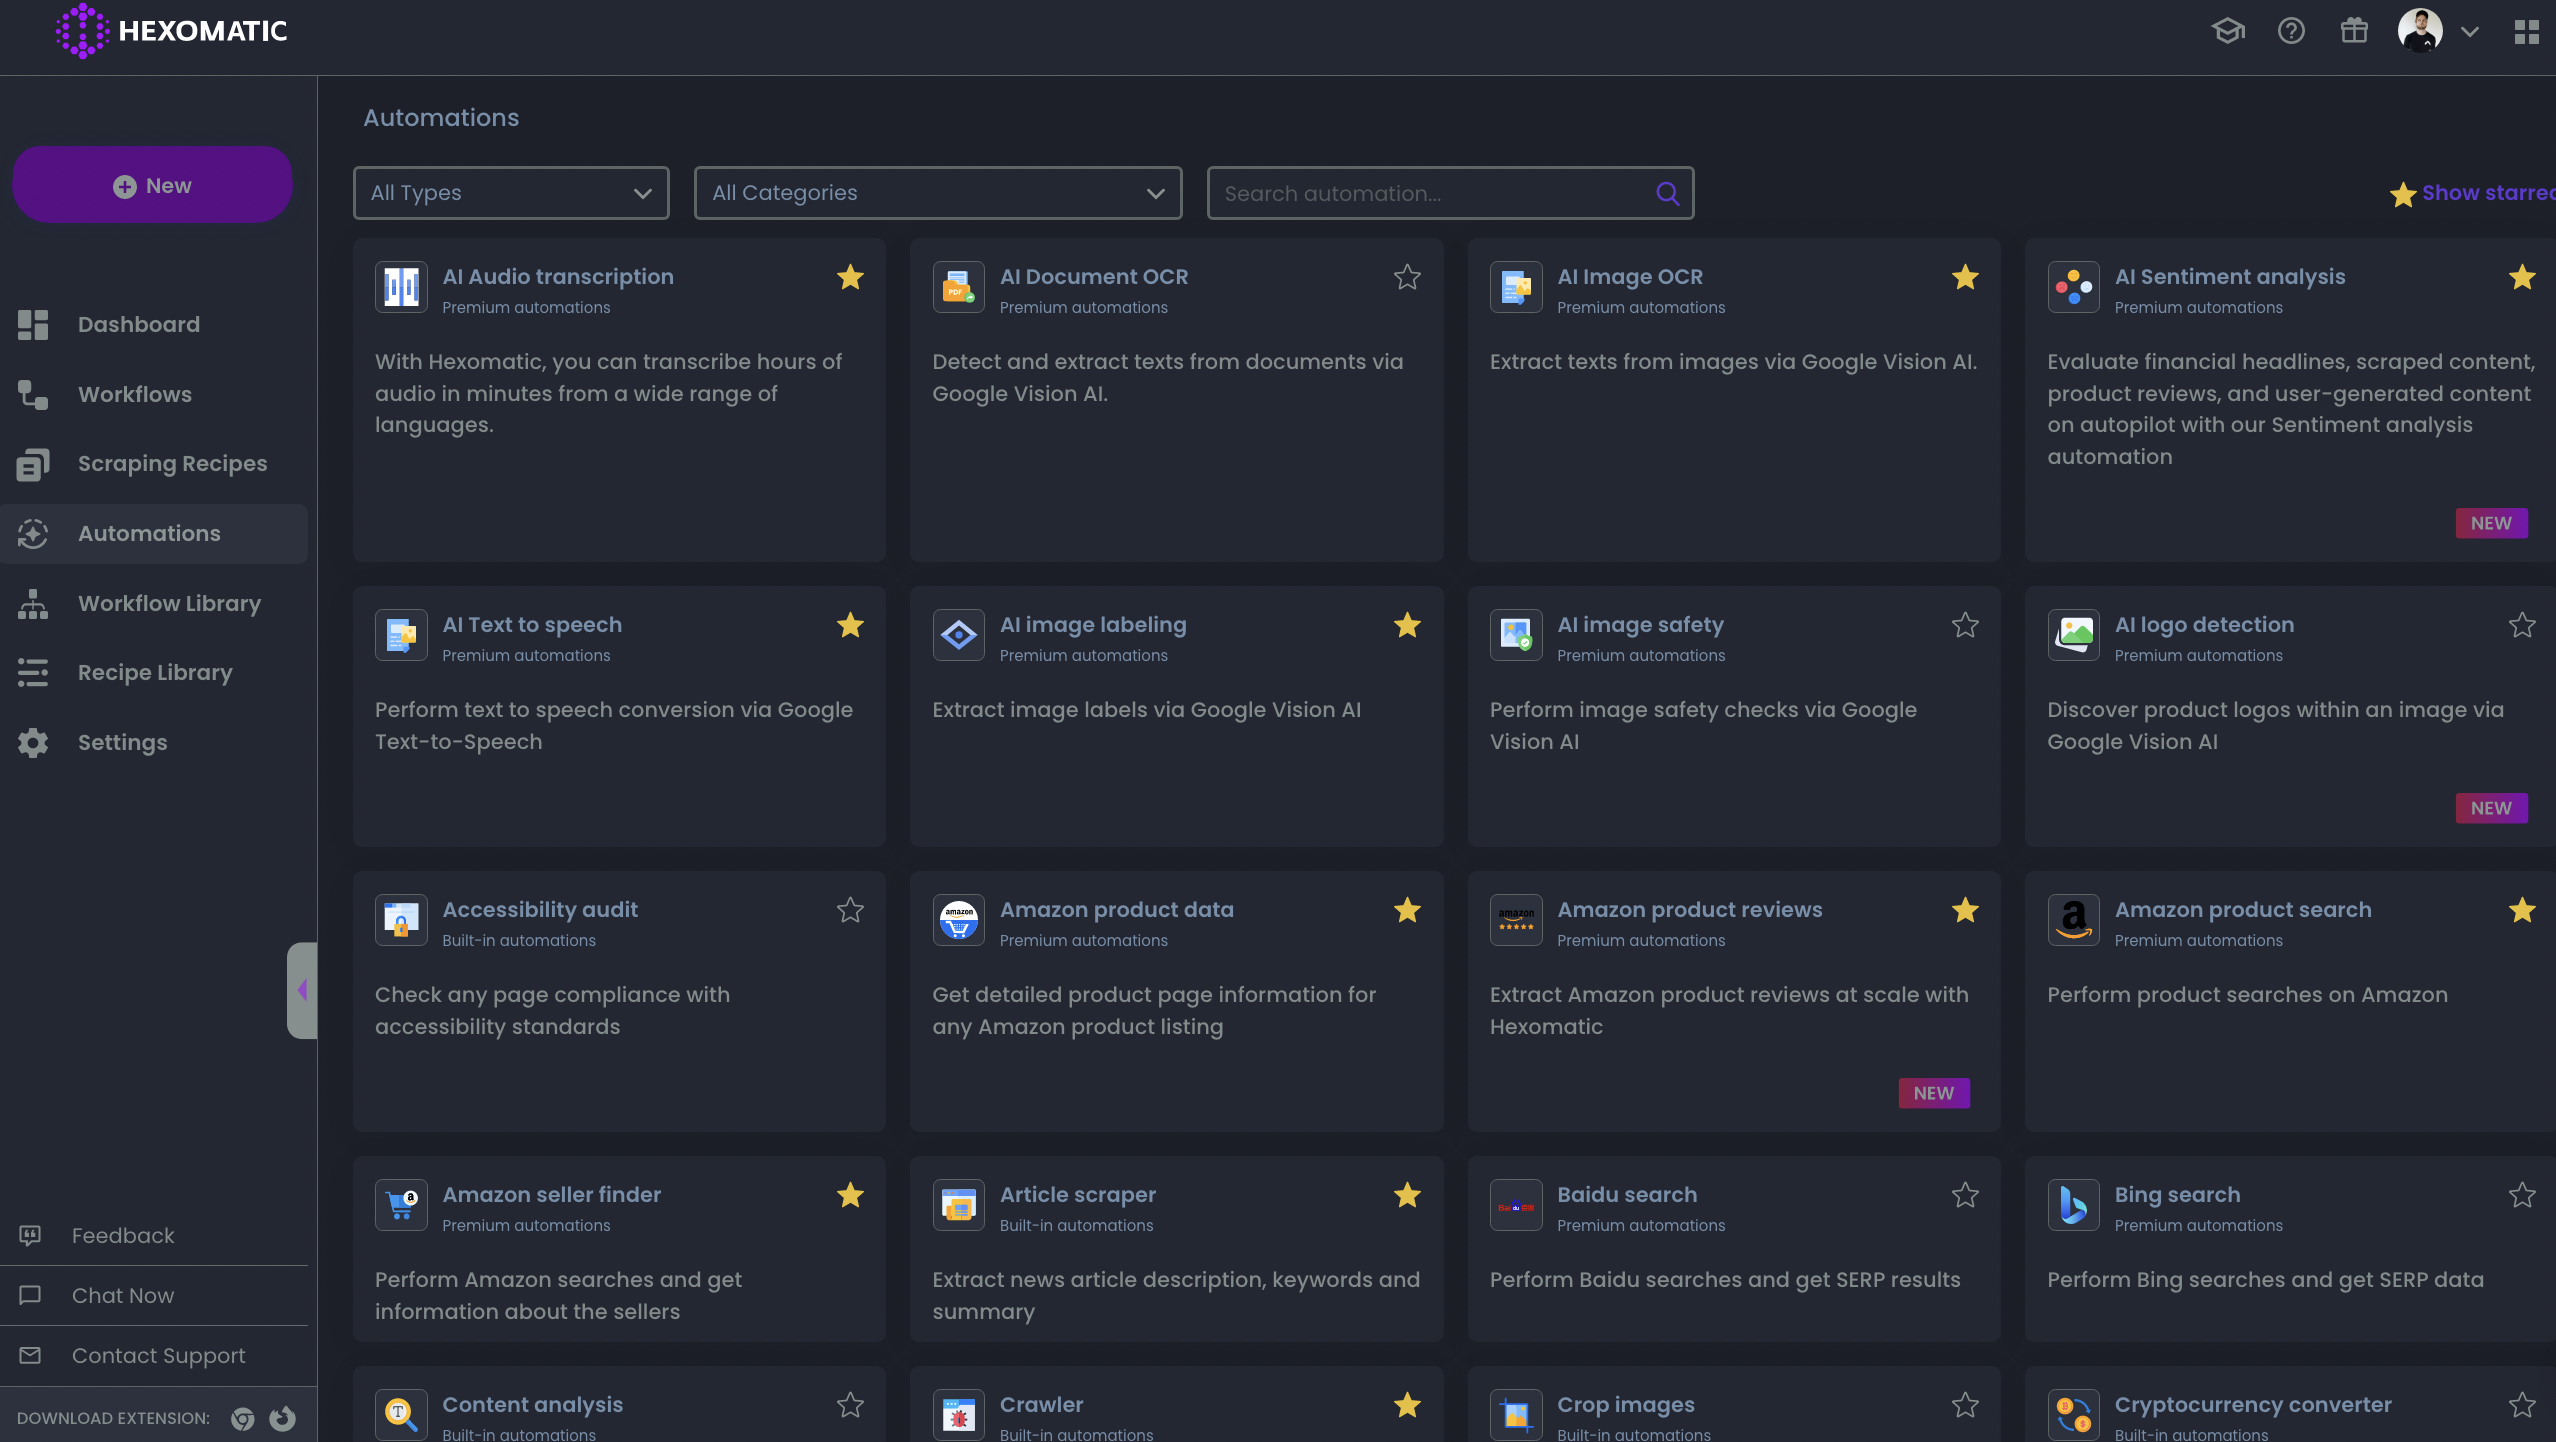 HEXOMATIC
New
Dashboard
Workflows
Scraping Recipes
Automations
Workflow Library
Recipe Library
Settings
Feedback
Chat Now
Contact Support
DOWNLOAD EXTENSION:
Automations
All Types
All Categories
Search automation...
Show starred
AI Audio transcription
Premium automations
With Hexomatic, you can transcribe hours of
audio in minutes from a wide range of
languages.
AI Document OCR
Premium automations
PDF
Detect and extract texts from documents via
Google Vision AI.
AI Image OCR
Premium automations
Extract texts from images via Google Vision AI.
AI Sentiment analysis
Premium automations
Evaluate financial headlines, scraped content,
product reviews, and user-generated content
on autopilot with our Sentiment analysis
automation
NEW
AI Text to speech
Premium automations
Perform text to speech conversion via Google
Text-to-Speech
AI image labeling
Premium automations
Extract image labels via Google Vision AI
AI image safety
Premium automations
Perform image safety checks via Google
Vision AI
AI logo detection
Premium automations
Discover product logos within an image via
Google Vision AI
NEW
Accessibility audit
Built-in automations
Check any page compliance with
accessibility standards
amazon
Amazon product data
Premium automations
Get detailed product page information for
any Amazon product listing
amazon
Amazon product reviews
Premium automations
Extract Amazon product reviews at scale with
Hexomatic
NEW
a
Amazon product search
Premium automations
Perform product searches on Amazon
a
Amazon seller finder
Premium automations
Perform Amazon searches and get
information about the sellers
Article scraper
Built-in automations
Extract news article description, keywords and
summary
Bai du 百度
Baidu search
Premium automations
Perform Baidu searches and get SERP results
Bing search
Premium automations
Perform Bing searches and get SERP data
T
Content analysis
Built-in automations
Crawler
Built-in automations
Crop images
Built-in automations
Cryptocurrency converter
Built-in automations